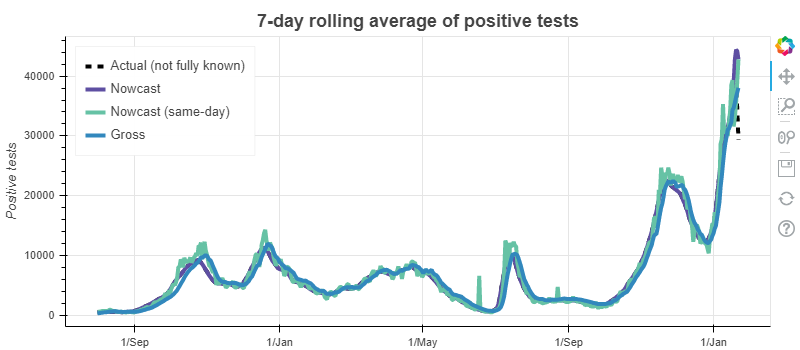 7-day rolling average of positive tests
Actual (not fully known)
Nowcast
Nowcast (same-day)
Gross
Positive tests
40000
30000
20000
10000
0
1/Sep
1/Jan
1/May
1/Sep
1/Jan